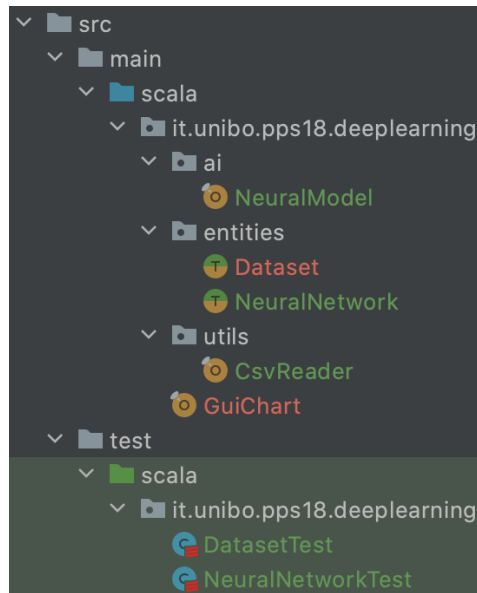 src
main
scala
it.unibo.pps18.deeplearning
ai
NeuralModel
entities
Dataset
NeuralNetwork
utils
CsvReader
GuiChart
test
scala
it.unibo.pps18.deeplearning
DatasetTest
NeuralNetworkTest